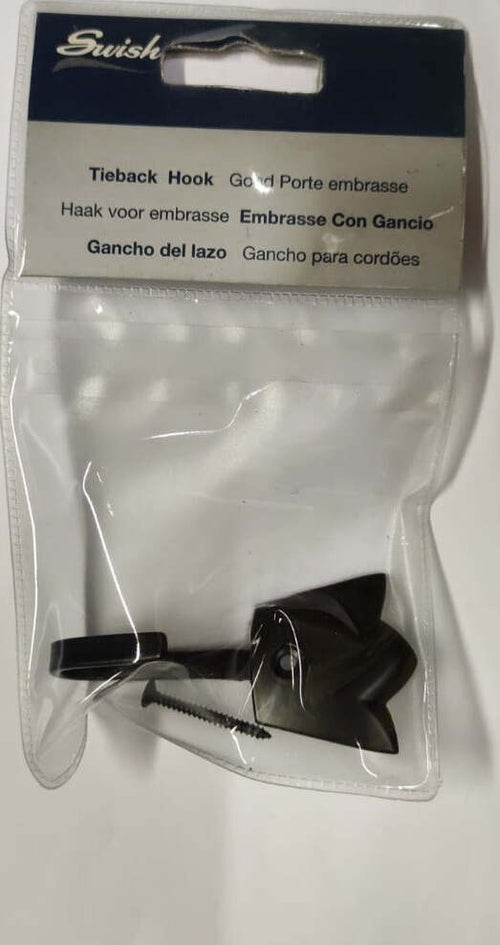 Swish
Tieback Hook Gond Porte embrasse
Haak voor embrasse Embrasse Con Gancio
Gancho del lazo Gancho para cordões